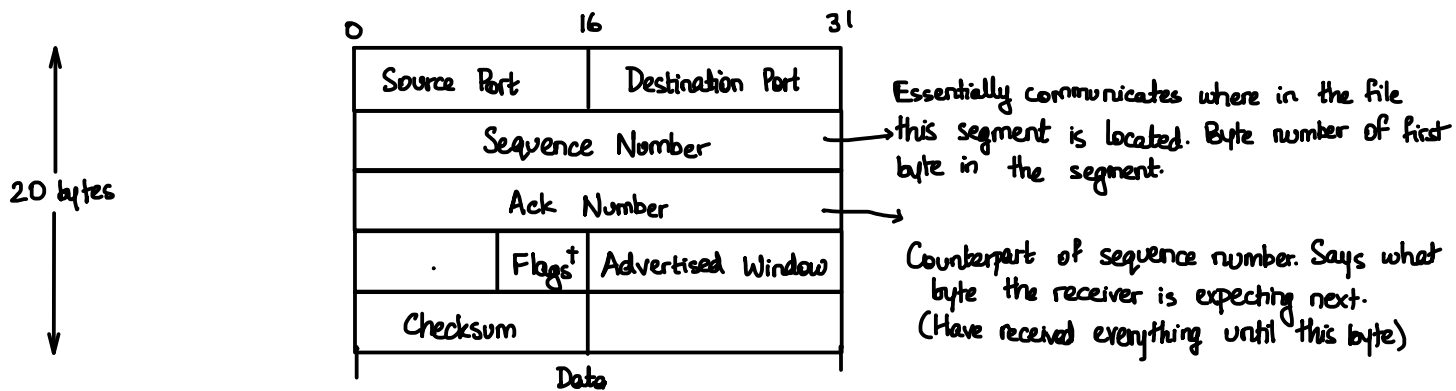 0 16 31
Source Port Destination Port
Sequence Number
Ack Number
. Flags† Advertised Window
Checksum
Data
20 bytes
Essentially communicates where in the file
this segment is located. Byte number of first
byte in the segment.
Counterpart of sequence number. Says what
byte the receiver is expecting next.
(Have received everything until this byte)